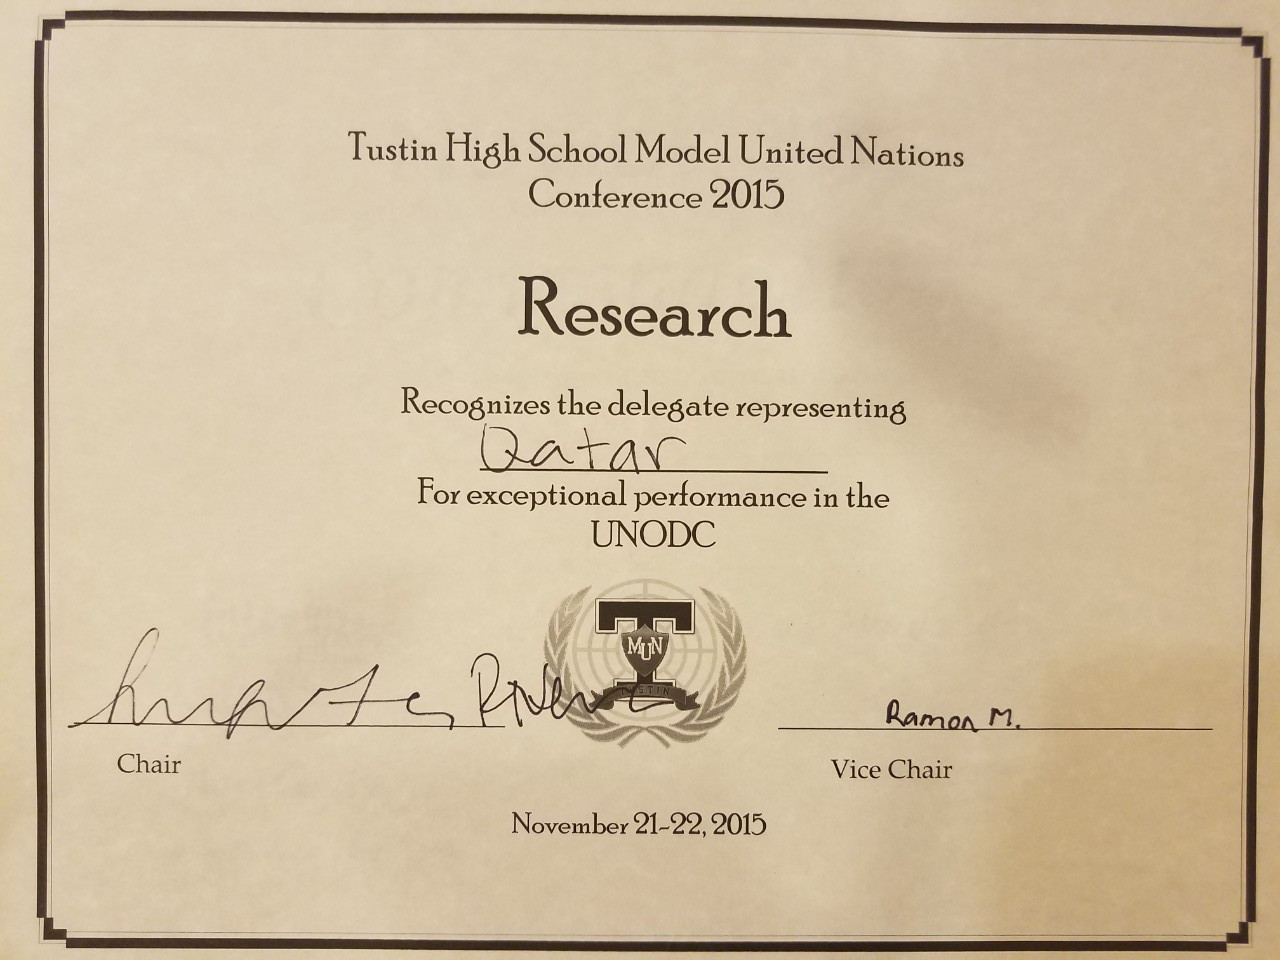 Tustin High School Model United Nations
Conference 2015
Research
Recognizes the delegate representing
Qatar
For exceptional performance in the
UNODC
MUN
TUSTIN
Rivera
Ramon M.
Chair
Vice Chair
November 21-22, 2015